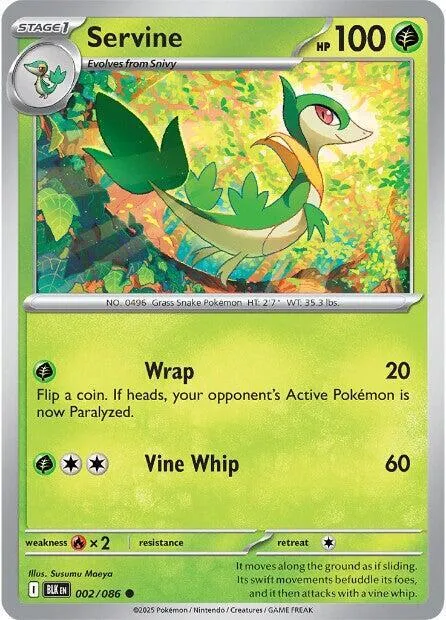 STAGE1
Servine
HP 100
Evolves from Snivy
NO. 0496 Grass Snake Pokémon HT: 2'7" WT: 35.3 lbs.
Wrap 20
Flip a coin. If heads, your opponent's Active Pokémon is
now Paralyzed.
Vine Whip 60
weakness ×2 resistance retreat
Illus. Susumu Maeya
I BLK EN 002/086
It moves along the ground as if sliding.
Its swift movements befuddle its foes,
and it then attacks with a vine whip.
©2025 Pokémon / Nintendo / Creatures / GAME FREAK